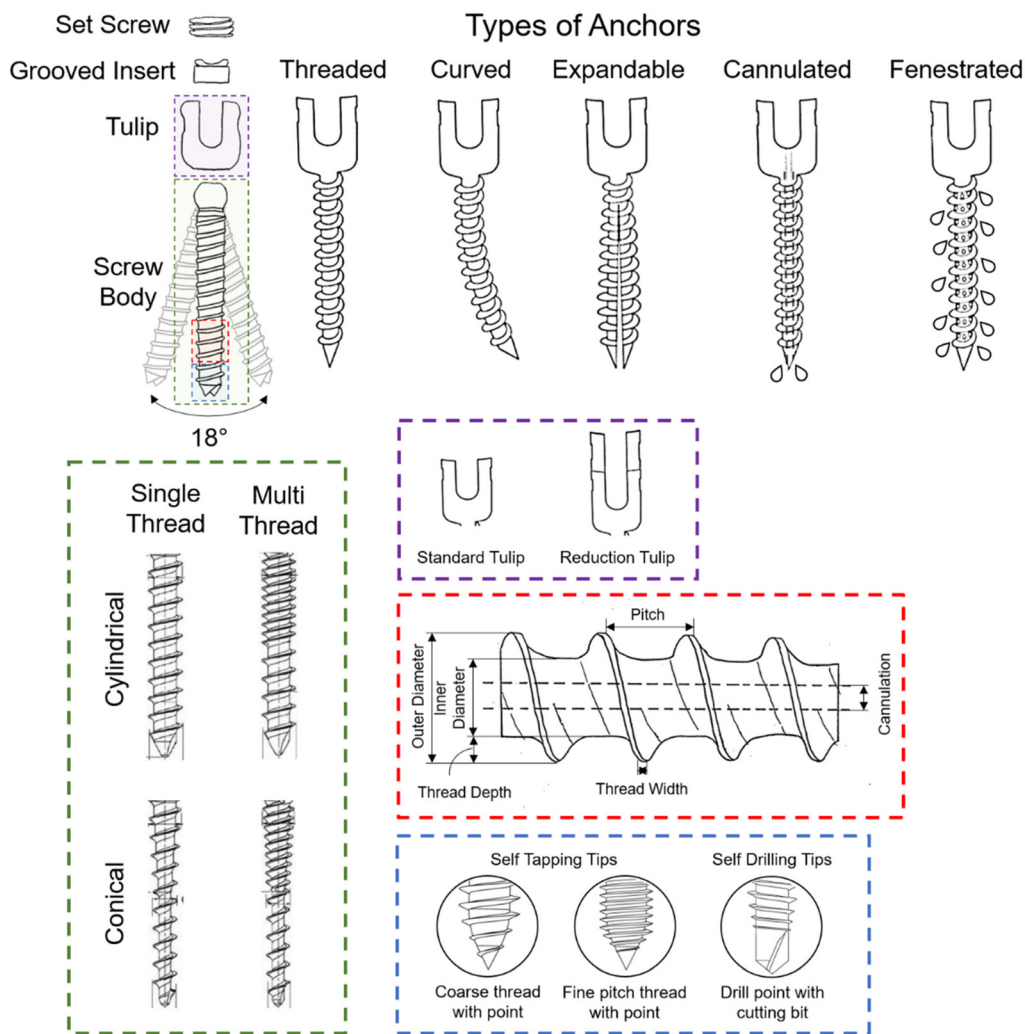 Types of Anchors
Set Screw
Grooved Insert
Tulip
Screw
Body
18°
Threaded
Curved
Expandable
Cannulated
Fenestrated
Single
Thread
Multi
Thread
Cylindrical
Conical
Standard Tulip
Reduction Tulip
Pitch
Outer Diameter
Inner
Diameter
Cannulation
Thread Depth
Thread Width
Self Tapping Tips
Self Drilling Tips
Coarse thread
with point
Fine pitch thread
with point
Drill point with
cutting bit